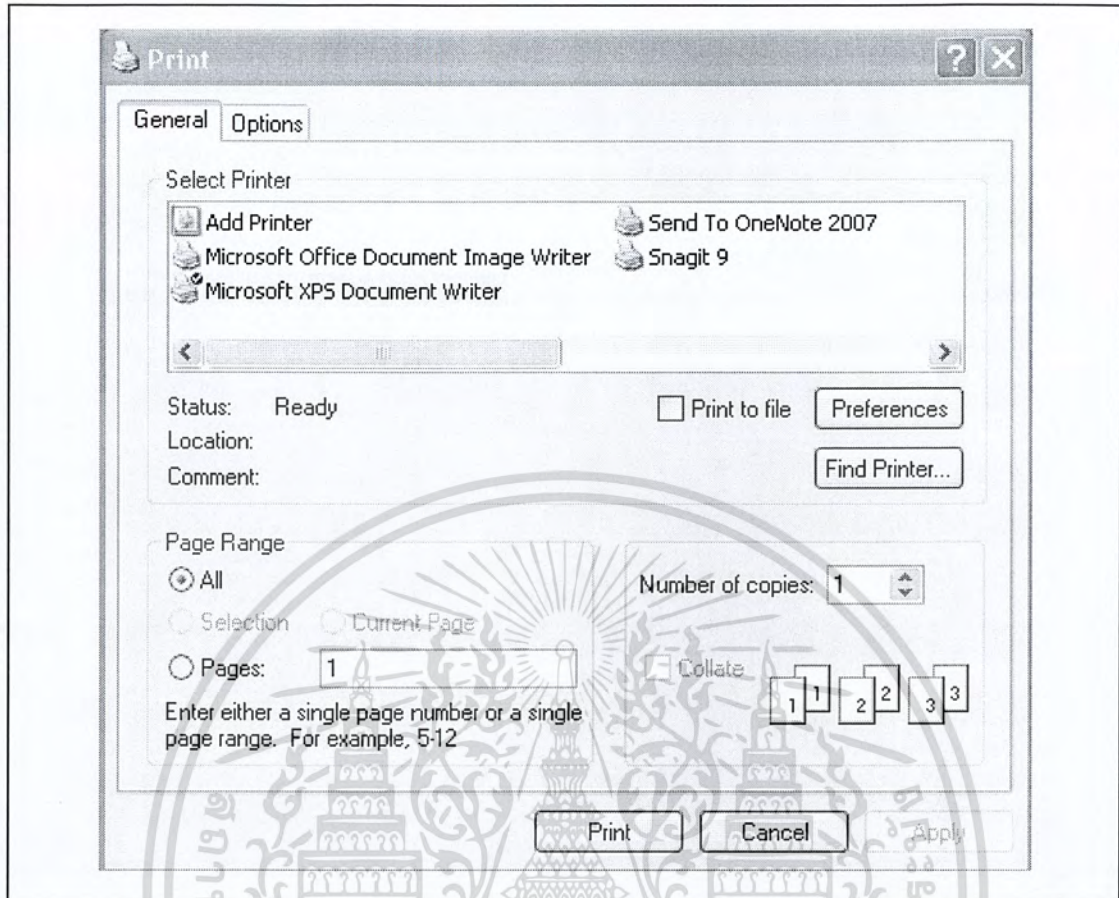 Print
General Options
Select Printer
Add Printer
Send To OneNote 2007
Microsoft Office Document Image Writer
Snagit 9
Microsoft XPS Document Writer
Status: Ready
Print to file
Preferences
Location:
Find Printer...
Comment:
Page Range
All
Number of copies: 1
Selection Current Page
Pages: 1
Collate
1 1 2 2 3 3
Enter either a single page number or a single
page range. For example, 5-12
Print Cancel Apply